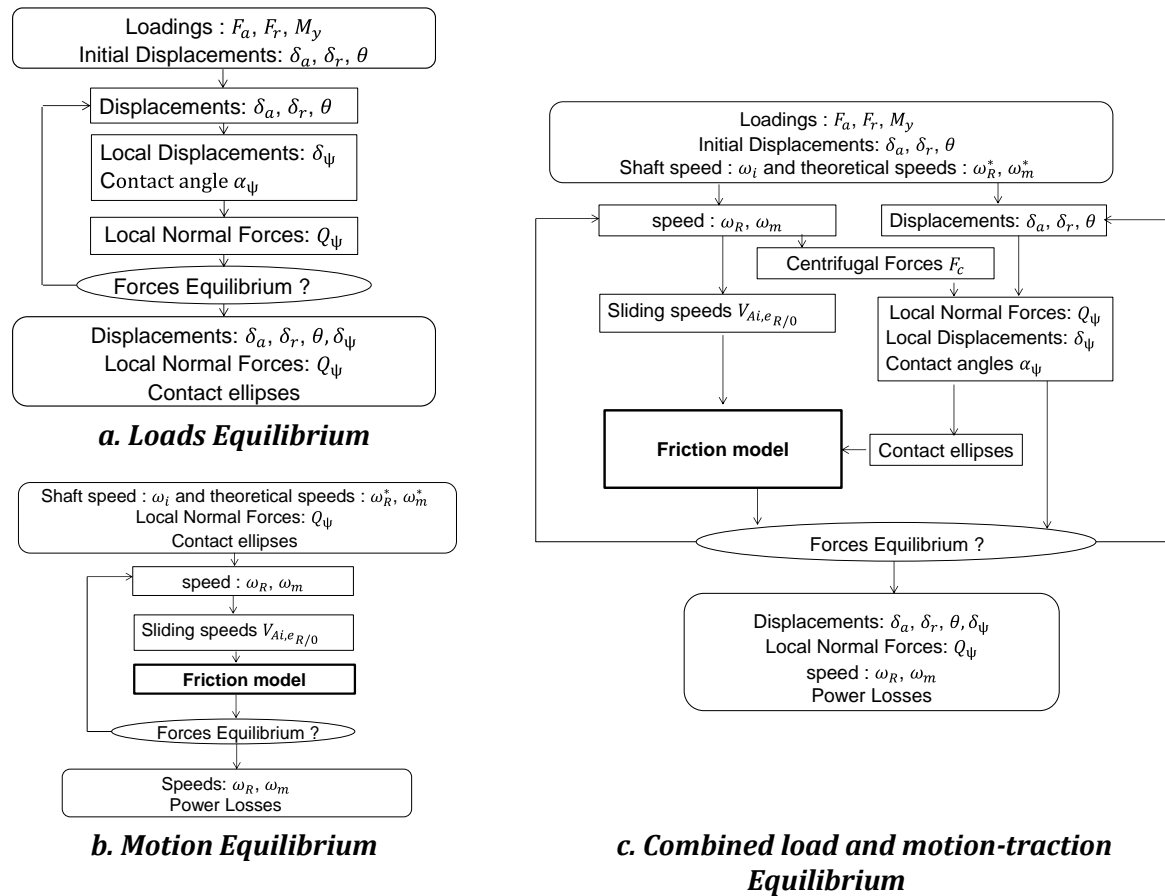 Loadings : F_a, F_r, M_y
Initial Displacements: δ_a, δ_r, θ
Displacements: δ_a, δ_r, θ
Local Displacements: δ_ψ
Contact angle α_ψ
Local Normal Forces: Q_ψ
Forces Equilibrium ?
Displacements: δ_a, δ_r, θ, δ_ψ
Local Normal Forces: Q_ψ
Contact ellipses
a. Loads Equilibrium
Shaft speed : ω_i and theoretical speeds : ω_R^*, ω_m^*
Local Normal Forces: Q_ψ
Contact ellipses
speed : ω_R, ω_m
Sliding speeds V_{Ai,e_{R/0}}
Friction model
Forces Equilibrium ?
Speeds: ω_R, ω_m
Power Losses
b. Motion Equilibrium
Loadings : F_a, F_r, M_y
Initial Displacements: δ_a, δ_r, θ
Shaft speed : ω_i and theoretical speeds : ω_R^*, ω_m^*
speed : ω_R, ω_m
Displacements: δ_a, δ_r, θ
Centrifugal Forces F_c
Sliding speeds V_{Ai,e_{R/0}}
Local Normal Forces: Q_ψ
Local Displacements: δ_ψ
Contact angles α_ψ
Friction model
Contact ellipses
Forces Equilibrium ?
Displacements: δ_a, δ_r, θ, δ_ψ
Local Normal Forces: Q_ψ
speed : ω_R, ω_m
Power Losses
c. Combined load and motion-traction
Equilibrium